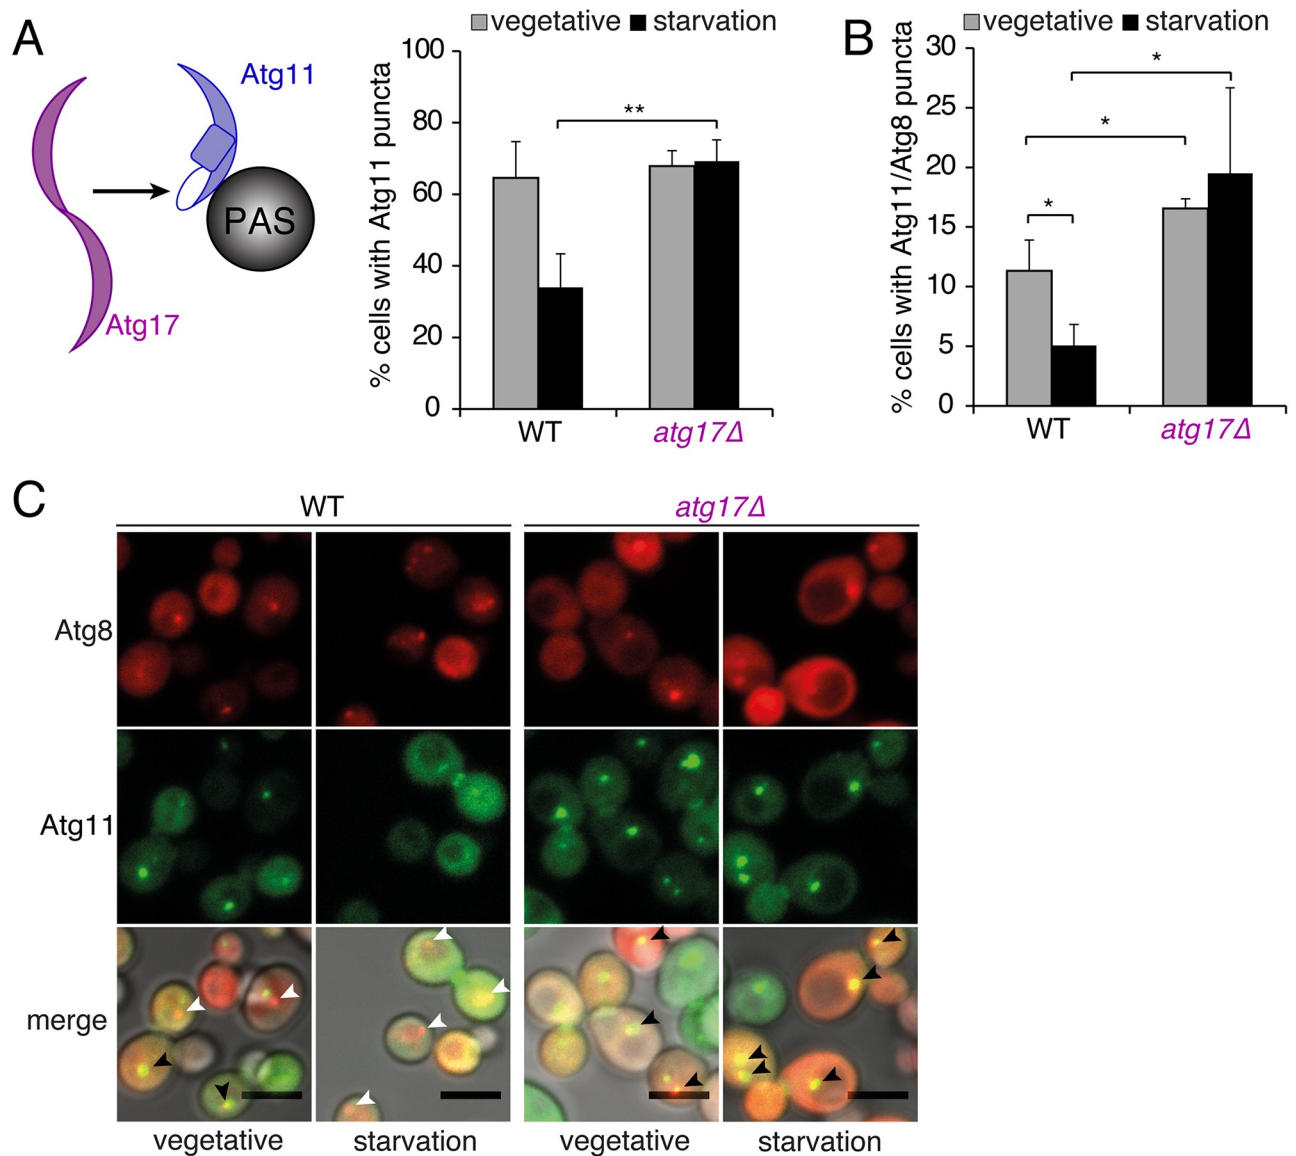 A
Atg11
Atg17
PAS
vegetative starvation
% cells with Atg11 puncta
100
80
60
40
20
0
**
WT
atg17Δ
B
vegetative starvation
% cells with Atg11/Atg8 puncta
30
25
20
15
10
5
0
*
*
*
WT
atg17Δ
C
WT
atg17Δ
Atg8
Atg11
merge
vegetative
starvation
vegetative
starvation